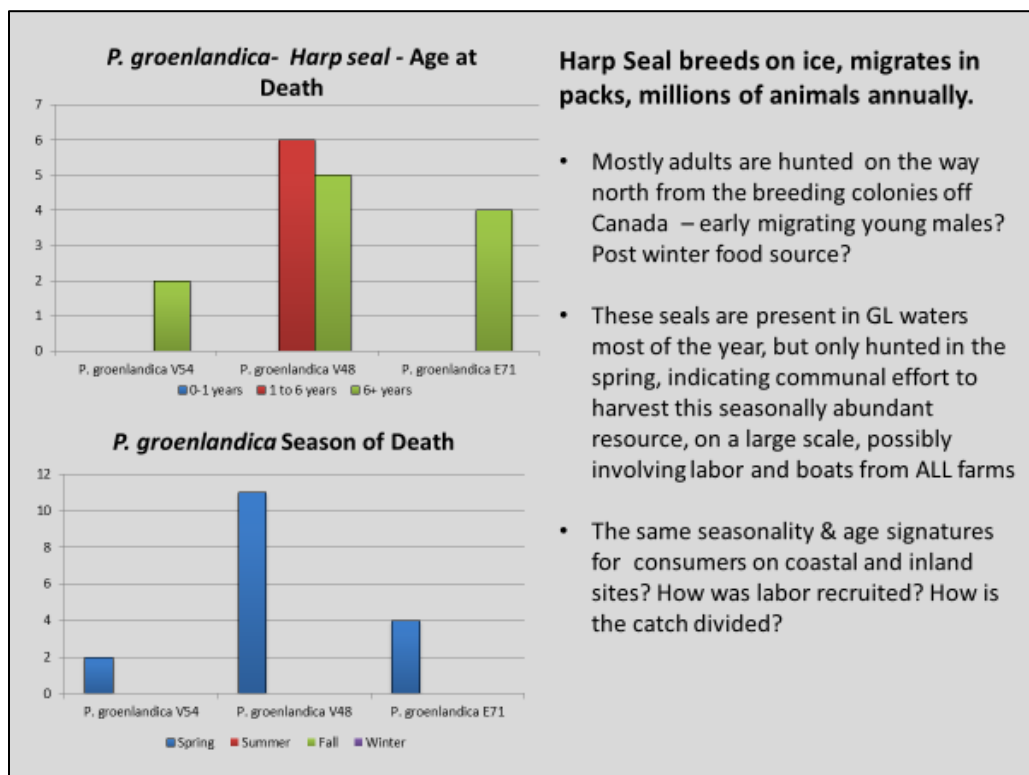 P. groenlandica- Harp seal - Age at
Death
7
6
5
4
3
2
1
0
P. groenlandica V54 P. groenlandica V48 P. groenlandica E71
0-1 years 1 to 6 years 6+ years
P. groenlandica Season of Death
12
10
8
6
4
2
0
P. groenlandica V54 P. groenlandica V48 P. groenlandica E71
Spring Summer Fall Winter
Harp Seal breeds on ice, migrates in
packs, millions of animals annually.
• Mostly adults are hunted on the way
north from the breeding colonies off
Canada – early migrating young males?
Post winter food source?
• These seals are present in GL waters
most of the year, but only hunted in the
spring, indicating communal effort to
harvest this seasonally abundant
resource, on a large scale, possibly
involving labor and boats from ALL farms
• The same seasonality & age signatures
for consumers on coastal and inland
sites? How was labor recruited? How is
the catch divided?